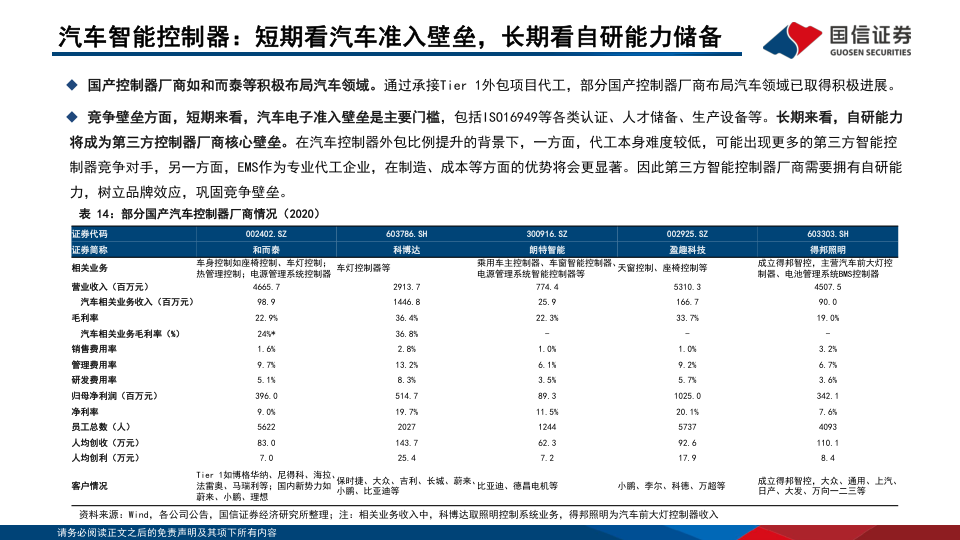 汽车智能控制器：短期看汽车准入壁垒，长期看自研能力储备
国信证券
GUOSEN SECURITIES
◆ 国产控制器厂商如和而泰等积极布局汽车领域。通过承接Tier 1外包项目代工，部分国产控制器厂商布局汽车领域已取得积极进展。
◆ 竞争壁垒方面，短期来看，汽车电子准入壁垒是主要门槛，包括ISO16949等各类认证、人才储备、生产设备等。长期来看，自研能力
将成为第三方控制器厂商核心壁垒。在汽车控制器外包比例提升的背景下，一方面，代工本身难度较低，可能出现更多的第三方智能控
制器竞争对手，另一方面，EMS作为专业代工企业，在制造、成本等方面的优势将会更显著。因此第三方智能控制器厂商需要拥有自研能
力，树立品牌效应，巩固竞争壁垒。
表 14：部分国产汽车控制器厂商情况（2020）
证券代码 002402.SZ 603786.SH 300916.SZ 002925.SZ 603303.SH
证券简称 和而泰 科博达 朗特智能 盈趣科技 得邦照明
相关业务 车身控制如座椅控制、车灯控制；热管理控制；电源管理系统控制器 车灯控制器等 乘用车主控制器、车窗智能控制器、电源管理系统智能控制器等 天窗控制、座椅控制等 成立得邦智控，主营汽车前大灯控制器、电池管理系统BMS控制器
营业收入（百万元） 4665.7 2913.7 774.4 5310.3 4507.5
汽车相关业务收入（百万元） 98.9 1446.8 25.9 166.7 90.0
毛利率 22.9% 36.4% 22.3% 33.7% 19.0%
汽车相关业务毛利率（%） 24%* 36.8% - - -
销售费用率 1.6% 2.8% 1.0% 1.0% 3.2%
管理费用率 9.7% 13.2% 6.1% 9.2% 6.7%
研发费用率 5.1% 8.3% 3.5% 5.7% 3.6%
归母净利润（百万元） 396.0 514.7 89.3 1025.0 342.1
净利率 9.0% 19.7% 11.5% 20.1% 7.6%
员工总数（人） 5622 2027 1244 5737 4093
人均创收（万元） 83.0 143.7 62.3 92.6 110.1
人均创利（万元） 7.0 25.4 7.2 17.9 8.4
客户情况 Tier 1如博格华纳、尼得科、海拉、法雷奥、马瑞利等；国内新势力如蔚来、小鹏、理想 保时捷、大众、吉利、长城、蔚来、小鹏、比亚迪等 比亚迪、德昌电机等 小鹏、李尔、科德、万超等 成立得邦智控，大众、通用、上汽、日产、大发、万向一二三等
资料来源：Wind，各公司公告，国信证券经济研究所整理；注：相关业务收入中，科博达取照明控制系统业务，得邦照明为汽车前大灯控制器收入
请务必阅读正文之后的免责声明及其项下所有内容